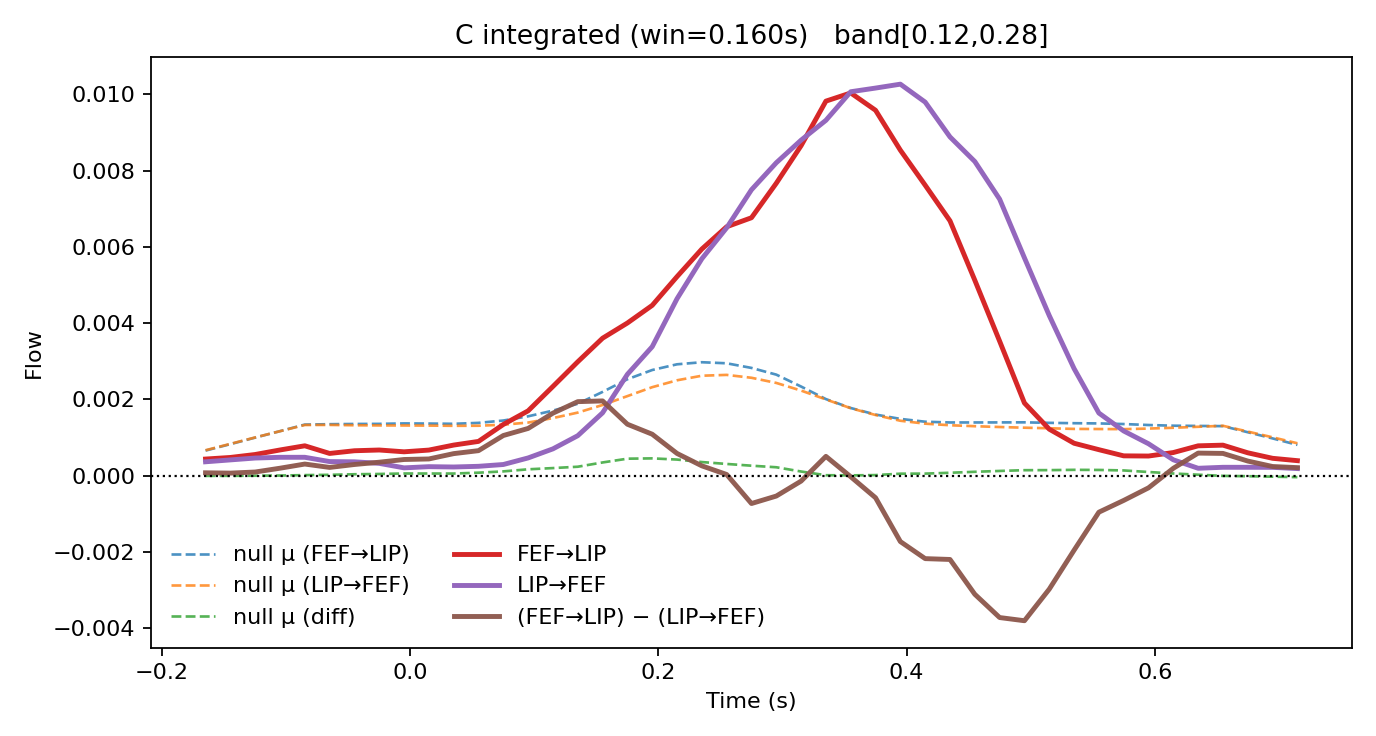 C integrated (win=0.160s)   band[0.12,0.28]
0.010
0.008
0.006
0.004
0.002
0.000
−0.002
−0.004
Flow
null μ (FEF→LIP)
null μ (LIP→FEF)
null μ (diff)
FEF→LIP
LIP→FEF
(FEF→LIP) − (LIP→FEF)
−0.2 0.0 0.2 0.4 0.6
Time (s)